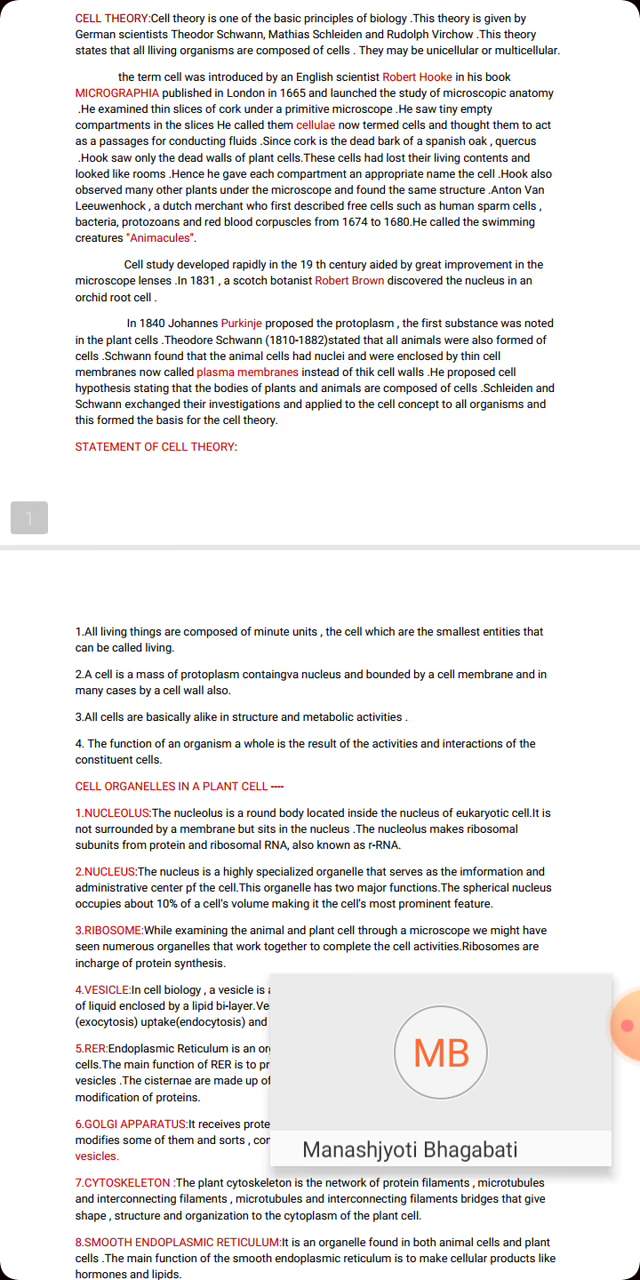 CELL THEORY:Cell theory is one of the basic principles of biology .This theory is given by
German scientists Theodor Schwann, Mathias Schleiden and Rudolph Virchow .This theory
states that all lliving organisms are composed of cells . They may be unicellular or multicellular.
the term cell was introduced by an English scientist Robert Hooke in his book
MICROGRAPHIA published in London in 1665 and launched the study of microscopic anatomy
.He examined thin slices of cork under a primitive microscope .He saw tiny empty
compartments in the slices He called them cellulae now termed cells and thought them to act
as a passages for conducting fluids .Since cork is the dead bark of a spanish oak , quercus
.Hook saw only the dead walls of plant cells.These cells had lost their living contents and
looked like rooms .Hence he gave each compartment an appropriate name the cell .Hook also
observed many other plants under the microscope and found the same structure .Anton Van
Leeuwenhock , a dutch merchant who first described free cells such as human sparm cells ,
bacteria, protozoans and red blood corpuscles from 1674 to 1680.He called the swimming
creatures "Animacules".
Cell study developed rapidly in the 19 th century aided by great improvement in the
microscope lenses .In 1831 , a scotch botanist Robert Brown discovered the nucleus in an
orchid root cell .
In 1840 Johannes Purkinje proposed the protoplasm , the first substance was noted
in the plant cells .Theodore Schwann (1810-1882)stated that all animals were also formed of
cells .Schwann found that the animal cells had nuclei and were enclosed by thin cell
membranes now called plasma membranes instead of thik cell walls .He proposed cell
hypothesis stating that the bodies of plants and animals are composed of cells .Schleiden and
Schwann exchanged their investigations and applied to the cell concept to all organisms and
this formed the basis for the cell theory.
STATEMENT OF CELL THEORY:
1
1.All living things are composed of minute units , the cell which are the smallest entities that
can be called living.
2.A cell is a mass of protoplasm containgva nucleus and bounded by a cell membrane and in
many cases by a cell wall also.
3.All cells are basically alike in structure and metabolic activities .
4. The function of an organism a whole is the result of the activities and interactions of the
constituent cells.
CELL ORGANELLES IN A PLANT CELL ----
1.NUCLEOLUS:The nucleolus is a round body located inside the nucleus of eukaryotic cell.It is
not surrounded by a membrane but sits in the nucleus .The nucleolus makes ribosomal
subunits from protein and ribosomal RNA, also known as r-RNA.
2.NUCLEUS:The nucleus is a highly specialized organelle that serves as the imformation and
administrative center pf the cell.This organelle has two major functions.The spherical nucleus
occupies about 10% of a cell's volume making it the cell's most prominent feature.
3.RIBOSOME:While examining the animal and plant cell through a microscope we might have
seen numerous organelles that work together to complete the cell activities.Ribosomes are
incharge of protein synthesis.
4.VESICLE:In cell biology , a vesicle is
of liquid enclosed by a lipid bi-layer.
(exocytosis) uptake(endocytosis) and
5.RER:Endoplasmic Reticulum is an
cells.The main function of RER is to
vesicles .The cisternae are made up of
modification of proteins.
6.GOLGI APPARATUS:It receives
modifies some of them and sorts ,
vesicles.
MB
Manashjyoti Bhagabati
7.CYTOSKELETON :The plant cytoskeleton is the network of protein filaments , microtubules
and interconnecting filaments , microtubules and interconnecting filaments bridges that give
shape , structure and organization to the cytoplasm of the plant cell.
8.SMOOTH ENDOPLASMIC RETICULUM:It is an organelle found in both animal cells and plant
cells .The main function of the smooth endoplasmic reticulum is to make cellular products like
hormones and lipids.